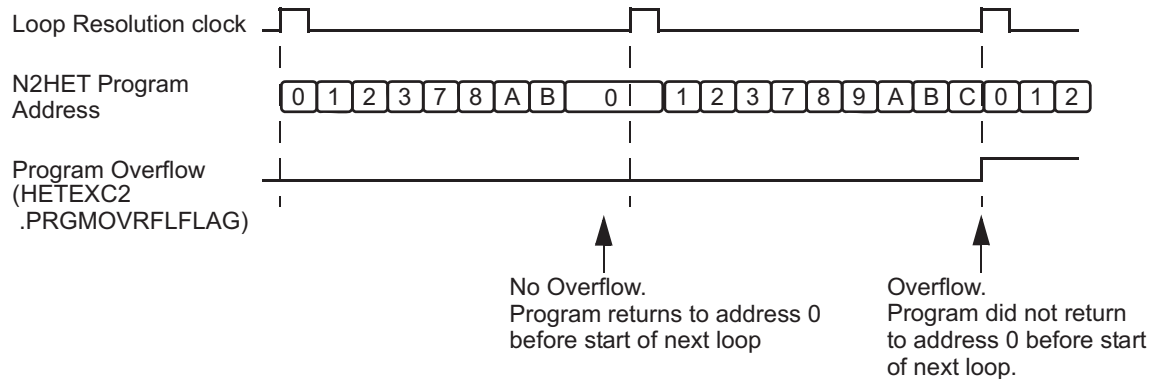 Loop Resolution clock
N2HET Program
Address
0 1 2 3 7 8 A B 0 1 2 3 7 8 9 A B C 0 1 2
Program Overflow
(HETEXC2
.PRGMOVRFLFLAG)
No Overflow.
Program returns to address 0
before start of next loop
Overflow.
Program did not return
to address 0 before start
of next loop.